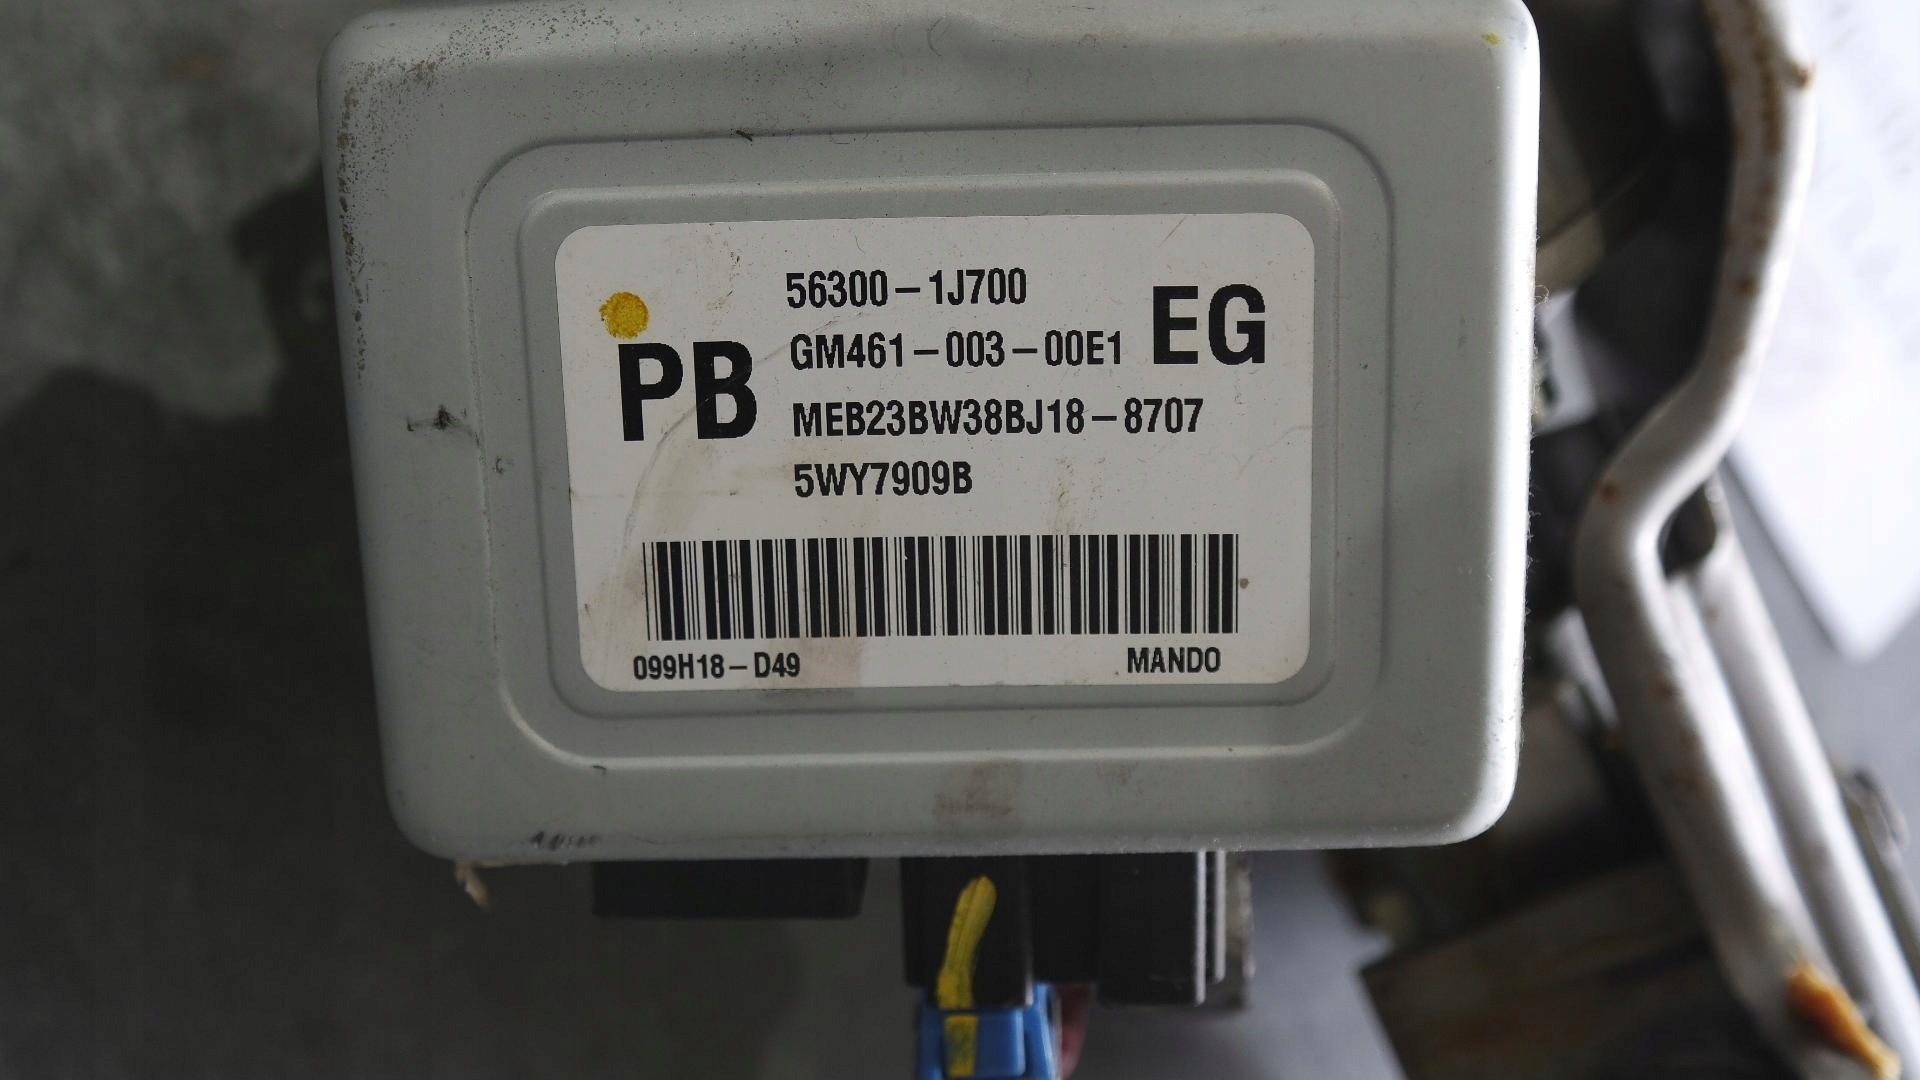 56300-1J700
PB
GM461-003-00E1
EG
MEB23BW38BJ18-8707
5WY7909B
099H18-D49
MANDO